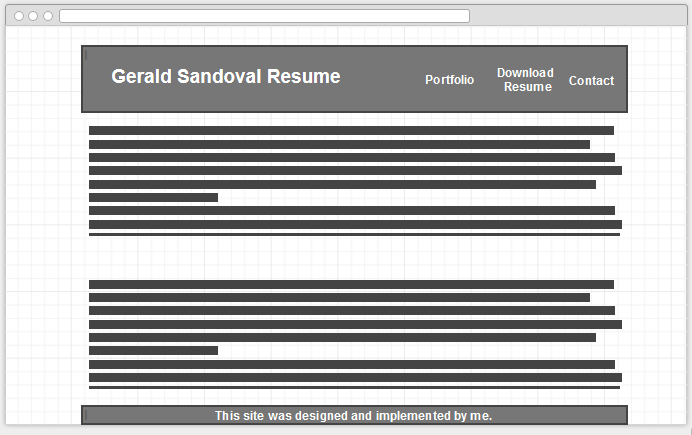 Gerald Sandoval Resume
Portfolio
Download
Resume
Contact
This site was designed and implemented by me.